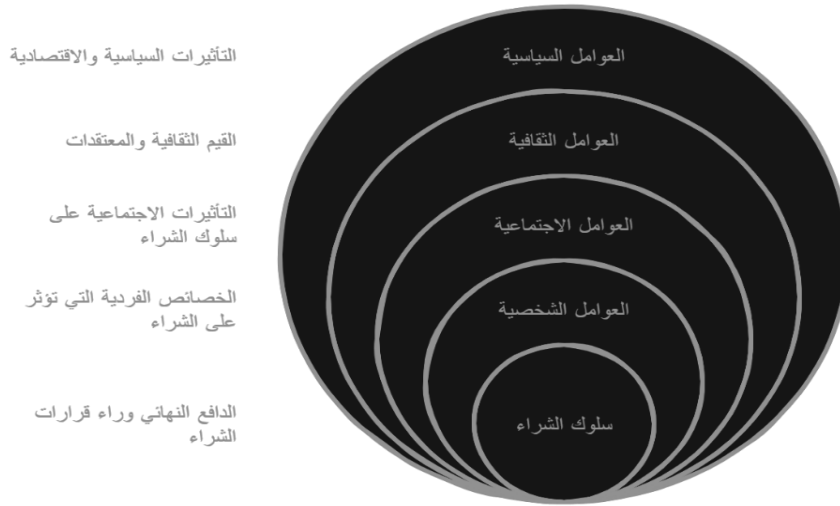 التأثيرات السياسية والاقتصادية
العوامل السياسية
القيم الثقافية والمعتقدات
العوامل الثقافية
التأثيرات الاجتماعية على
سلوك الشراء
العوامل الاجتماعية
الخصائص الفردية التي تؤثر
على الشراء
العوامل الشخصية
الدافع النهائي وراء قرارات
الشراء
سلوك الشراء